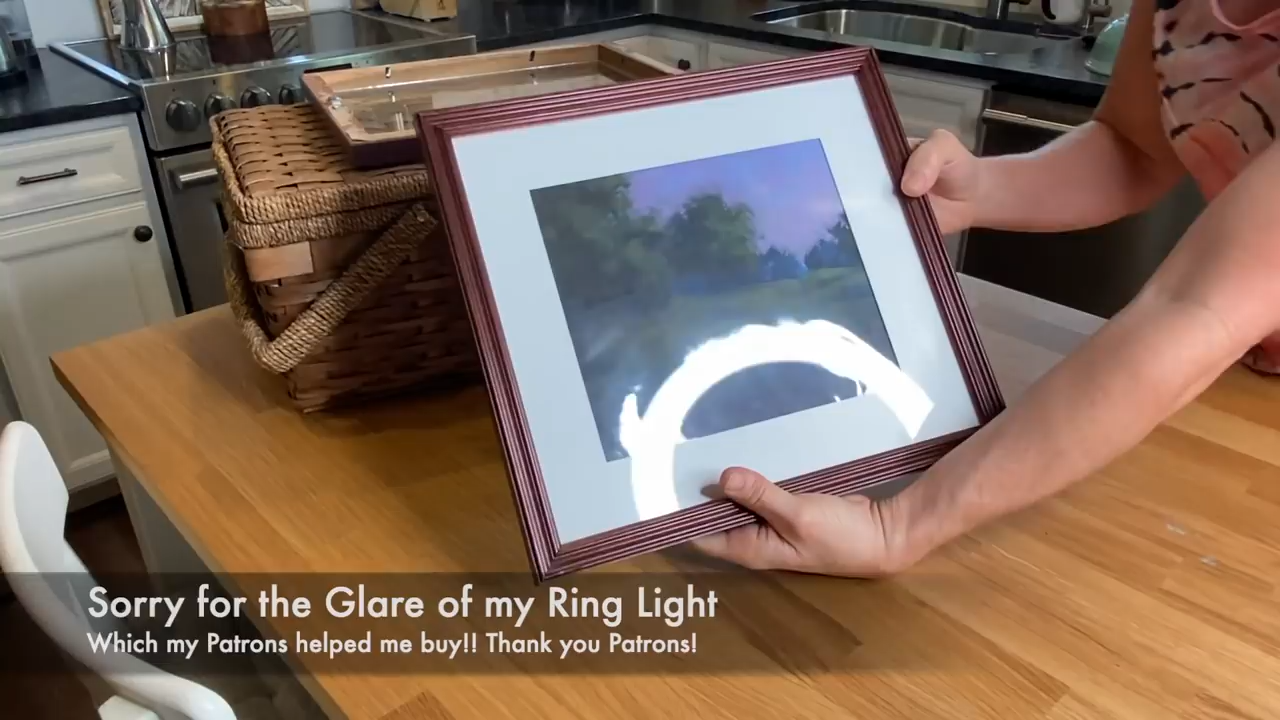 Sorry for the Glare of my Ring Light
Which my Patrons helped me buy!! Thank you Patrons!